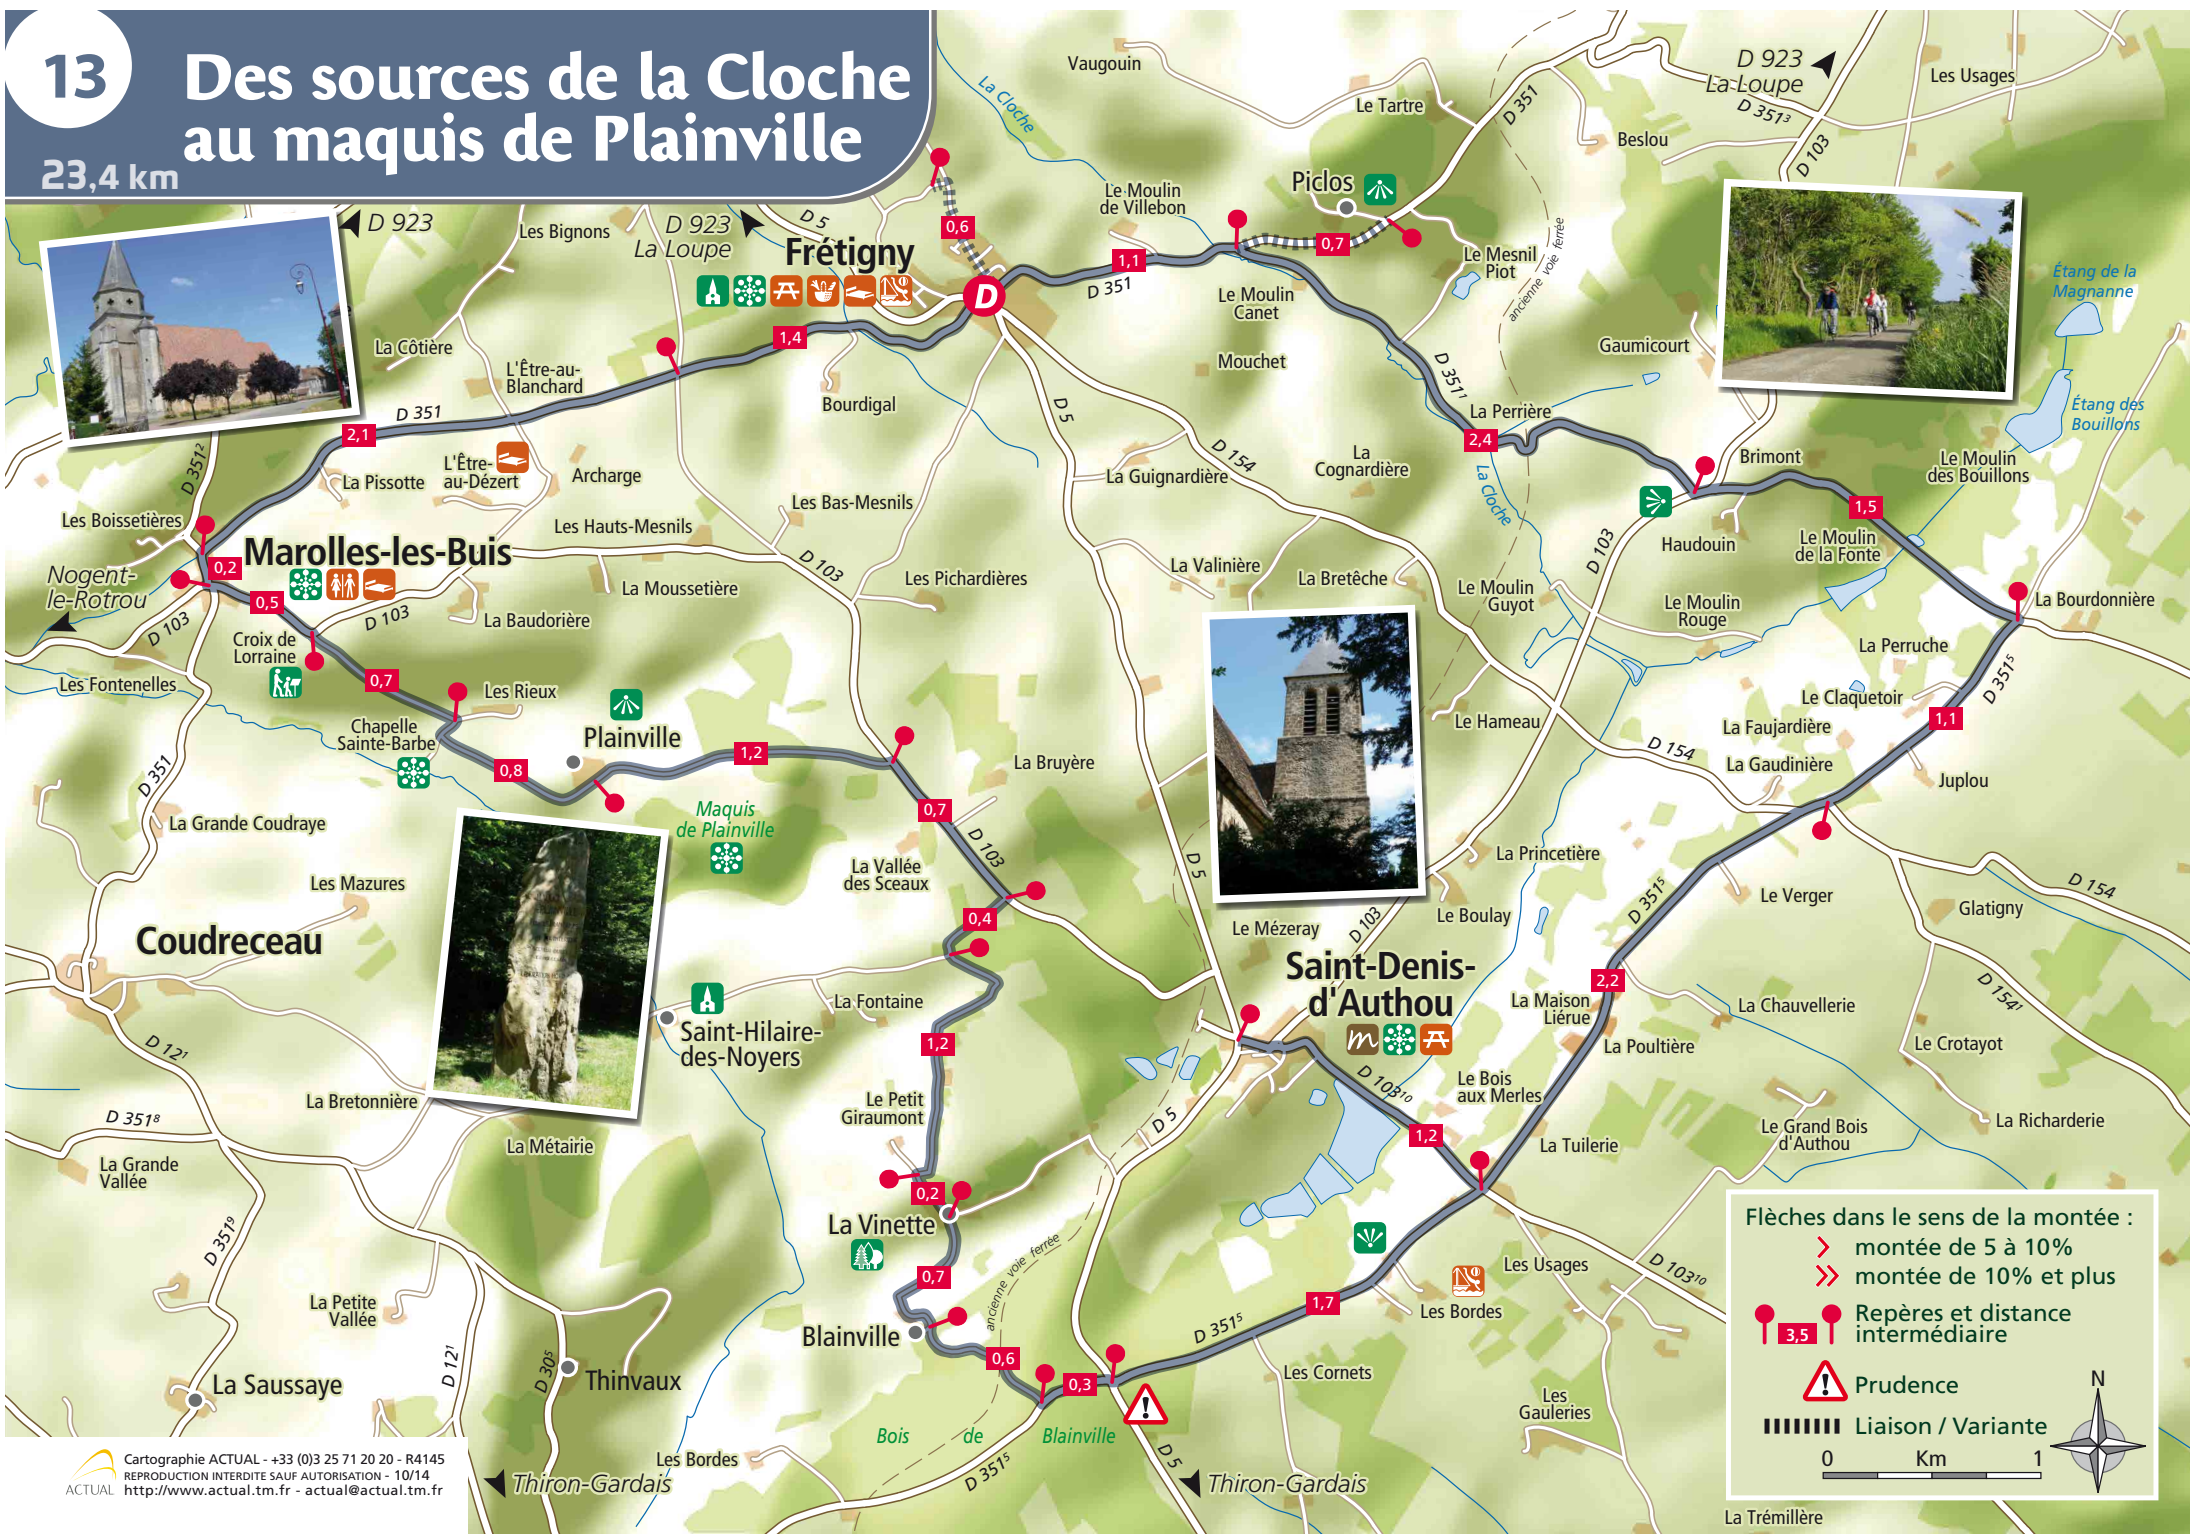 13
Des sources de la Cloche
au maquis de Plainville
23,4 km
D 923
D 923
La Loupe
D 5
Les Bignons
Frétigny
D
0,6
La Cloche
Vaugouin
Le Tartre
D 351
D 923
La Loupe
D 351³
D 103
Les Usages
Beslou
Le Moulin
de Villebon
Piclos
0,7
1,1
D 351
Le Moulin
Canet
Le Mesnil
Piot
ancienne voie ferrée
Mouchet
Gaumicourt
Étang de la
Magnanne
Étang des
Bouillons
La Côtière
L'Être-au-
Blanchard
1,4
Bourdigal
D 351
2,1
D 351²
La Pissotte
L'Être-
au-Dézert
Archarge
D 5
La Guignardière
D 154
La
Cognardière
D 351¹
La Perrière
2,4
La Cloche
Brimont
1,5
Le Moulin
des Bouillons
Haudouin
Le Moulin
de la Fonte
La Bourdonnière
D 103
Les Boissetières
Marolles-les-Buis
0,2
0,5
Nogent-
le-Rotrou
D 103
D 103
Les Hauts-Mesnils
Les Bas-Mesnils
La Moussetière
D 103
Les Pichardières
La Baudorière
La Valinière
La Bretêche
Le Moulin
Guyot
Le Moulin
Rouge
La Perruche
D 351⁵
Croix de
Lorraine
0,7
Les Fontenelles
Les Rieux
Chapelle
Sainte-Barbe
Plainville
0,8
1,2
Le Hameau
Le Claquetoir
La Faujardière
1,1
D 154
La Gaudinière
Juplou
La Bruyère
0,7
D 103
Maquis
de Plainville
D 351
La Grande Coudraye
La Vallée
des Sceaux
D 5
La Princetière
D 351⁵
Le Verger
D 154
Glatigny
Les Mazures
Coudreceau
0,4
Le Mézeray
D 103
Le Boulay
Saint-Denis-
d'Authou
2,2
La Maison
Liérue
La Chauvellerie
D 154¹
La Fontaine
Saint-Hilaire-
des-Noyers
1,2
La Poultière
Le Crotayot
D 12¹
Le Petit
Giraumont
D 5
D 103¹⁰
Le Bois
aux Merles
1,2
La Tuilerie
Le Grand Bois
d'Authou
La Richarderie
La Bretonnière
D 351⁸
La Métairie
La Grande
Vallée
0,2
La Vinette
D 351⁹
0,7
ancienne voie ferrée
Les Usages
D 103¹⁰
Les Bordes
1,7
D 351⁵
La Petite
Vallée
Blainville
0,6
0,3
Les Cornets
D 12¹
D 30⁵
Thinvaux
La Saussaye
Les
Gauleries
Bois de Blainville
Les Bordes
D 351⁵
D 5
Thiron-Gardais
Thiron-Gardais
La Trémillère
Flèches dans le sens de la montée :
montée de 5 à 10%
montée de 10% et plus
Repères et distance
intermédiaire
3,5
Prudence
Liaison / Variante
0 Km 1
N
ACTUAL
Cartographie ACTUAL - +33 (0)3 25 71 20 20 - R4145
REPRODUCTION INTERDITE SAUF AUTORISATION - 10/14
http://www.actual.tm.fr - actual@actual.tm.fr